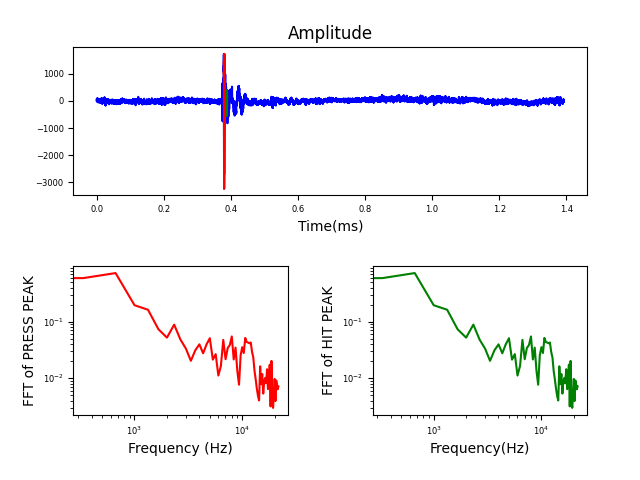 Amplitude
1000
0
−1000
−2000
−3000
0.0 0.2 0.4 0.6 0.8 1.0 1.2 1.4
Time(ms)
FFT of PRESS PEAK
10⁻¹
10⁻²
10³ 10⁴
Frequency (Hz)
FFT of HIT PEAK
10⁻¹
10⁻²
10³ 10⁴
Frequency(Hz)